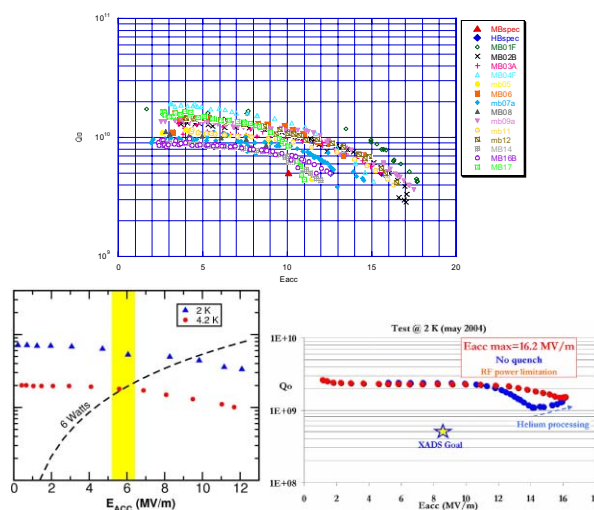 10^11
MBspec
HBspec
MB01F
MB02B
MB03A
MB04F
mb05
MB06
mb07a
MB08
mb09a
mb11
mb12
MB14
MB16B
MB17
Qo
10^10
10^9
0 5 10 15 20
Eacc
2 K
4.2 K
6 Watts
0 2 4 6 8 10 12
E_ACC (MV/m)
Test @ 2 K (may 2004)
1E+10
Eacc max=16.2 MV/m
No quench
RF power limitation
Qo
1E+09
Helium processing
XADS Goal
1E+08
0 2 4 6 8 10 12 14 16
Eacc (MV/m)